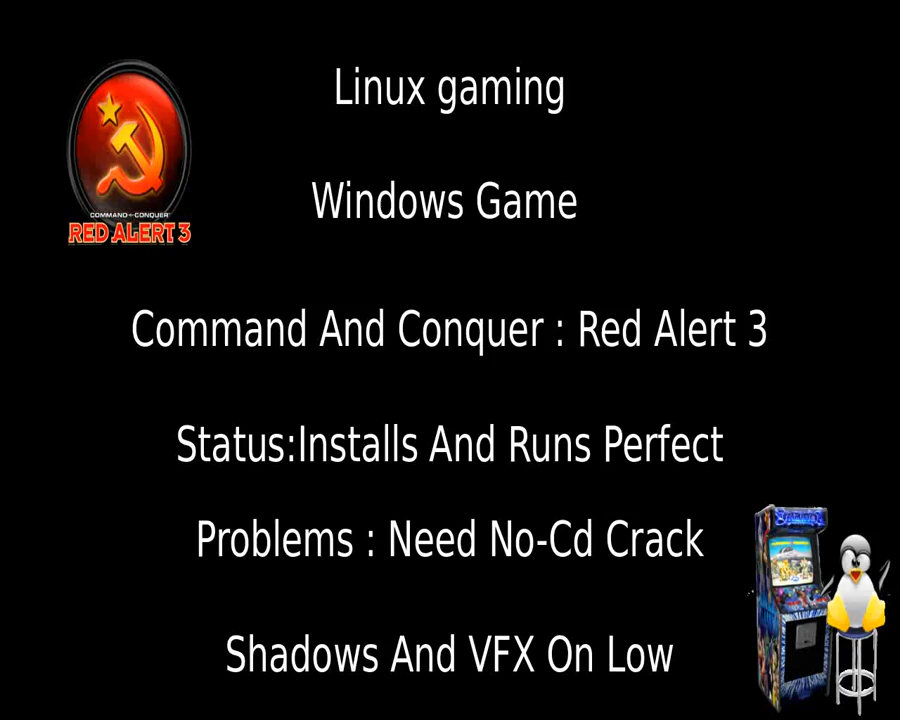 Linux gaming
Windows Game
COMMAND & CONQUER
RED ALERT 3
Command And Conquer : Red Alert 3
Status:Installs And Runs Perfect
Problems : Need No-Cd Crack
Shadows And VFX On Low